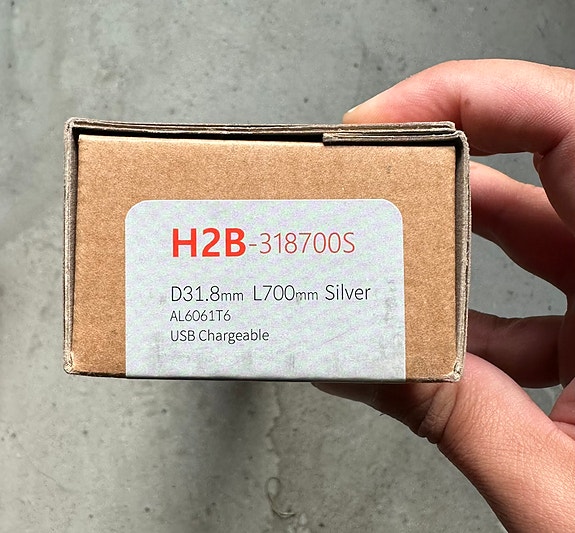 H2B-318700S
D31.8mm L700mm Silver
AL6061T6
USB Chargeable